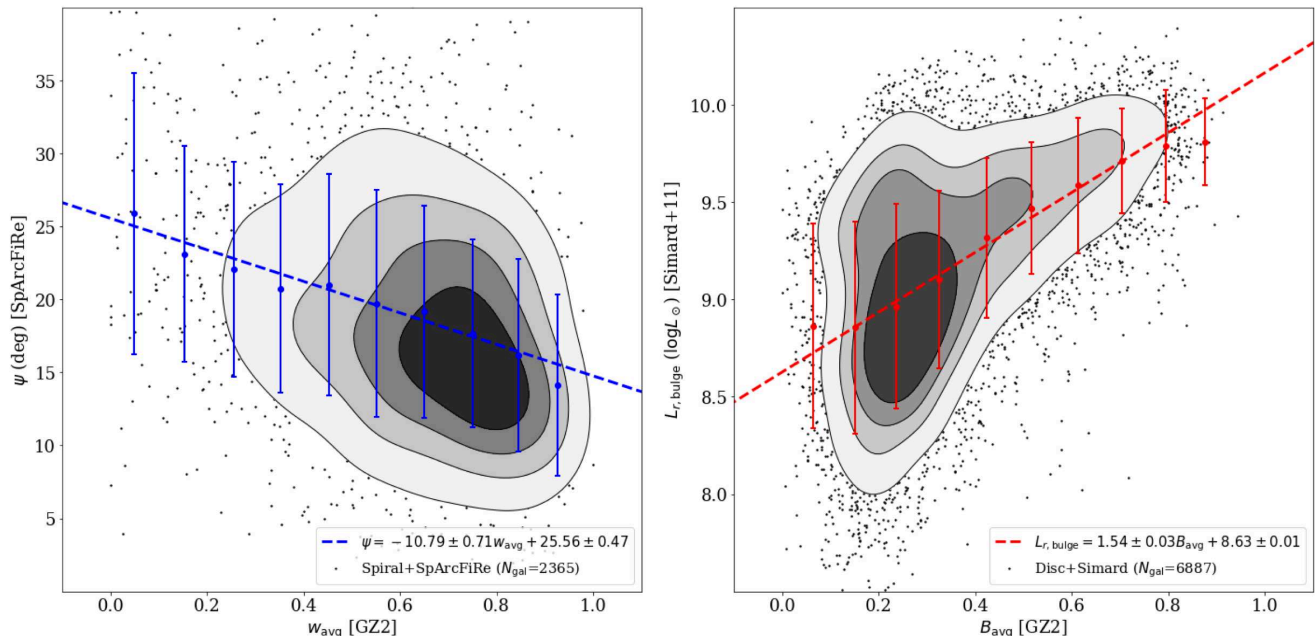 35
30
25
20
15
10
5
ψ (deg) [SpArcFiRe]
0.0 0.2 0.4 0.6 0.8 1.0
w_avg [GZ2]
ψ = −10.79 ± 0.71w_avg + 25.56 ± 0.47
Spiral+SpArcFiRe (N_gal=2365)
10.0
9.5
9.0
8.5
8.0
L_r,bulge (logL_⊙) [Simard+11]
0.0 0.2 0.4 0.6 0.8 1.0
B_avg [GZ2]
L_r,bulge = 1.54 ± 0.03B_avg + 8.63 ± 0.01
Disc+Simard (N_gal=6887)